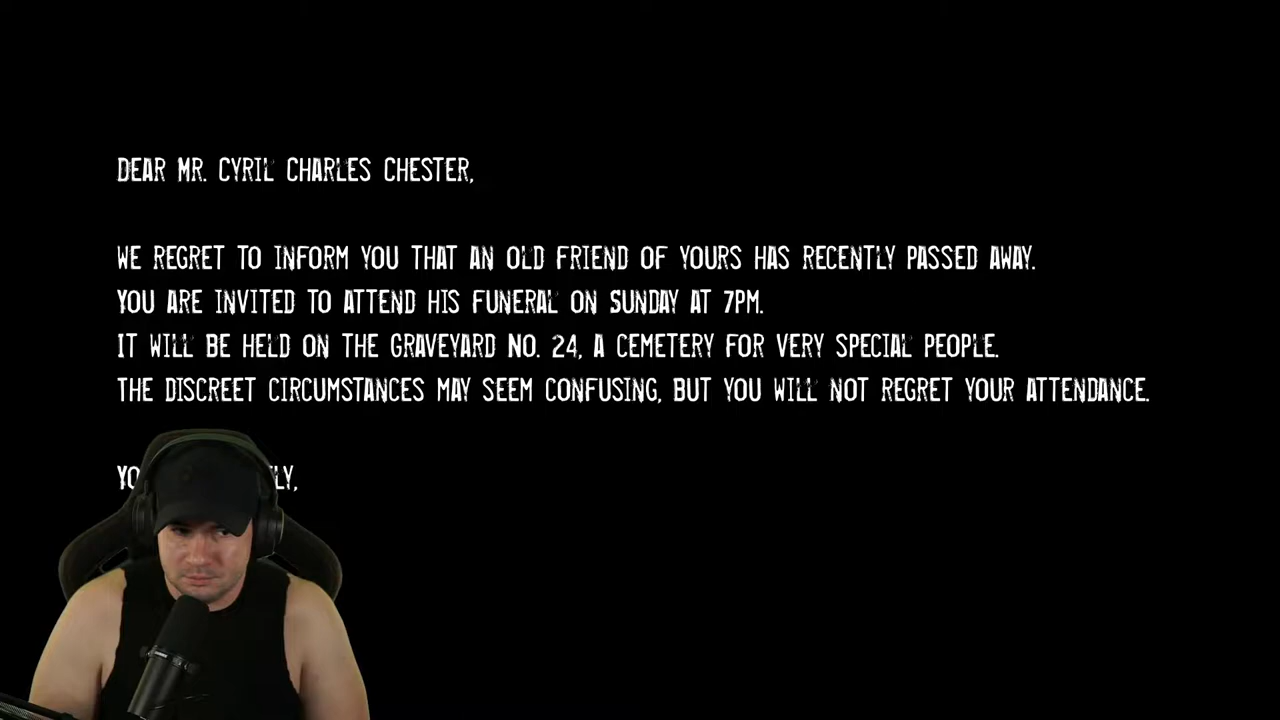 DEAR MR. CYRIL CHARLES CHESTER,
WE REGRET TO INFORM YOU THAT AN OLD FRIEND OF YOURS HAS RECENTLY PASSED AWAY.
YOU ARE INVITED TO ATTEND HIS FUNERAL ON SUNDAY AT 7PM.
IT WILL BE HELD ON THE GRAVEYARD NO. 24, A CEMETERY FOR VERY SPECIAL PEOPLE.
THE DISCREET CIRCUMSTANCES MAY SEEM CONFUSING, BUT YOU WILL NOT REGRET YOUR ATTENDANCE.